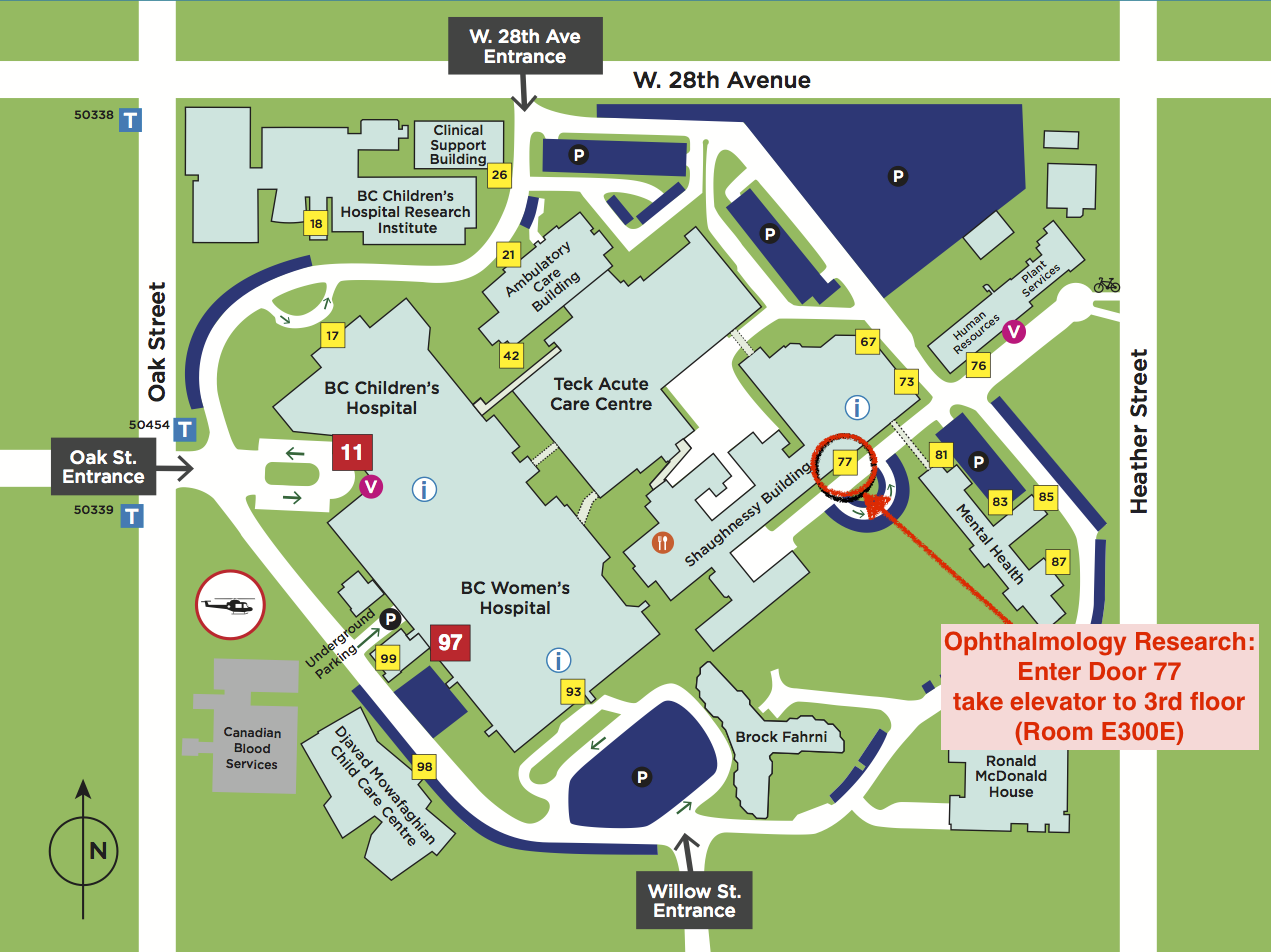 W. 28th Ave
Entrance
W. 28th Avenue
50338
T
Clinical
Support
Building
26
P
P
BC Children's
Hospital Research
Institute
18
P
21
Ambulatory
Care
Building
Plant
Services
Human
Resources
V
Oak Street
17
42
67
76
73
Heather Street
BC Children's
Hospital
Teck Acute
Care Centre
i
50454
T
11
Oak St.
Entrance
V
i
77
81
P
83
85
50339
T
Shaughnessy Building
Mental Health
87
BC Women's
Hospital
Underground
Parking
P
97
99
i
93
Ophthalmology Research:
Enter Door 77
take elevator to 3rd floor
(Room E300E)
Canadian
Blood
Services
Djavad Mowafaghian
Child Care Centre
98
P
Brock Fahrni
Ronald
McDonald
House
N
Willow St.
Entrance